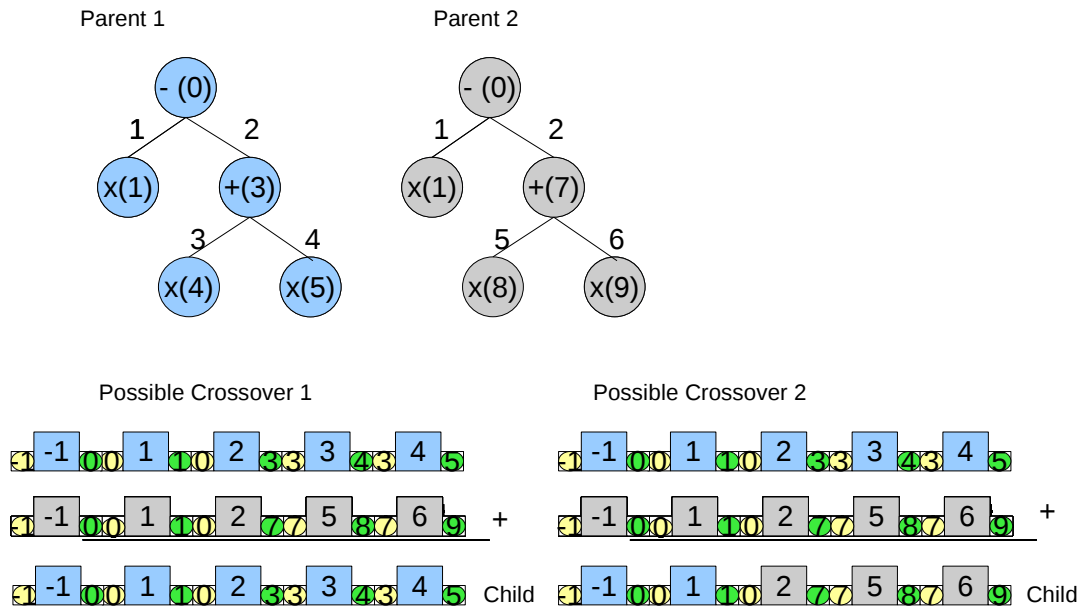 Parent 1
Parent 2
- (0)
- (0)
1
2
1
2
x(1)
+(3)
x(1)
+(7)
3
4
5
6
x(4)
x(5)
x(8)
x(9)
Possible Crossover 1
Possible Crossover 2
-1 -1 0 0 1 1 0 2 3 3 3 4 3 4 5
-1 -1 0 0 1 1 0 2 3 3 3 4 3 4 5
-1 -1 0 0 1 1 0 2 7 7 5 8 7 6 9 +
-1 -1 0 0 1 1 0 2 7 7 5 8 7 6 9 +
-1 -1 0 0 1 1 0 2 3 3 3 4 3 4 5 Child
-1 -1 0 0 1 1 0 2 7 7 5 8 7 6 9 Child